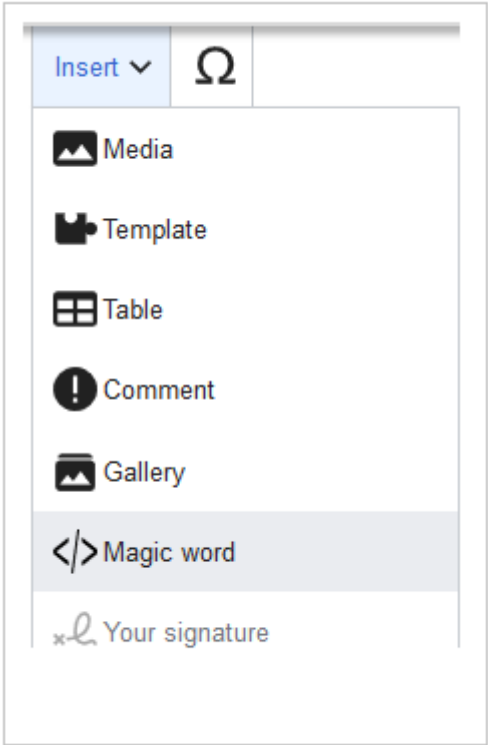 Insert Ω
Media
Template
Table
Comment
Gallery
</> Magic word
Your signature